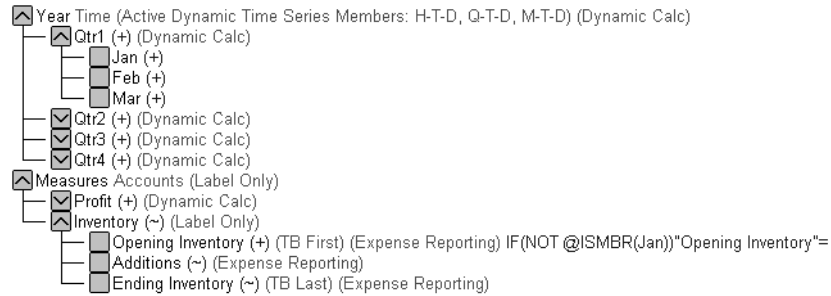 Year Time (Active Dynamic Time Series Members: H-T-D, Q-T-D, M-T-D) (Dynamic Calc)
Qtr1 (+) (Dynamic Calc)
Jan (+)
Feb (+)
Mar (+)
Qtr2 (+) (Dynamic Calc)
Qtr3 (+) (Dynamic Calc)
Qtr4 (+) (Dynamic Calc)
Measures Accounts (Label Only)
Profit (+) (Dynamic Calc)
Inventory (~) (Label Only)
Opening Inventory (+) (TB First) (Expense Reporting) IF(NOT @ISMBR(Jan))"Opening Inventory"=
Additions (~) (Expense Reporting)
Ending Inventory (~) (TB Last) (Expense Reporting)